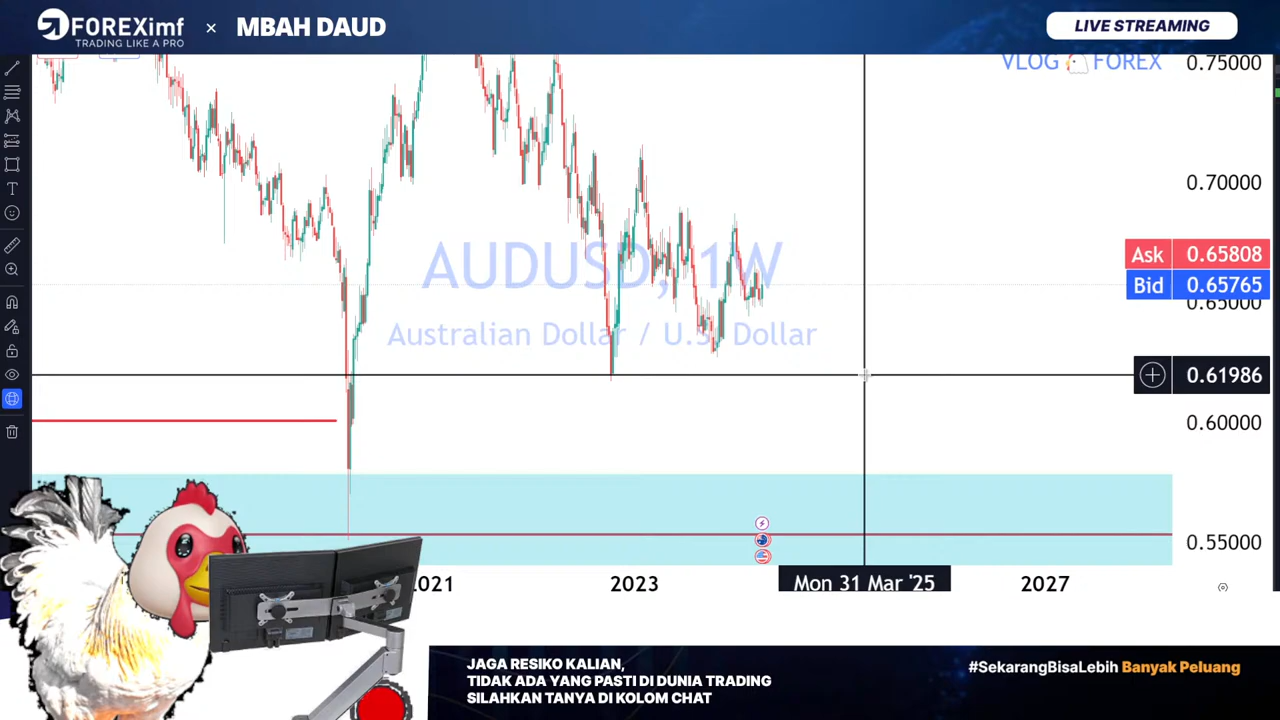 FOREXimf
TRADING LIKE A PRO
×
MBAH DAUD
LIVE STREAMING
VLOG FOREX
0.75000
0.70000
AUDUSD, 1W
Australian Dollar / U.S. Dollar
Ask 0.65808
Bid 0.65765
0.65000
0.61986
0.60000
0.55000
2021
2023
Mon 31 Mar '25
2027
JAGA RESIKO KALIAN,
TIDAK ADA YANG PASTI DI DUNIA TRADING
SILAHKAN TANYA DI KOLOM CHAT
#SekarangBisaLebih Banyak Peluang